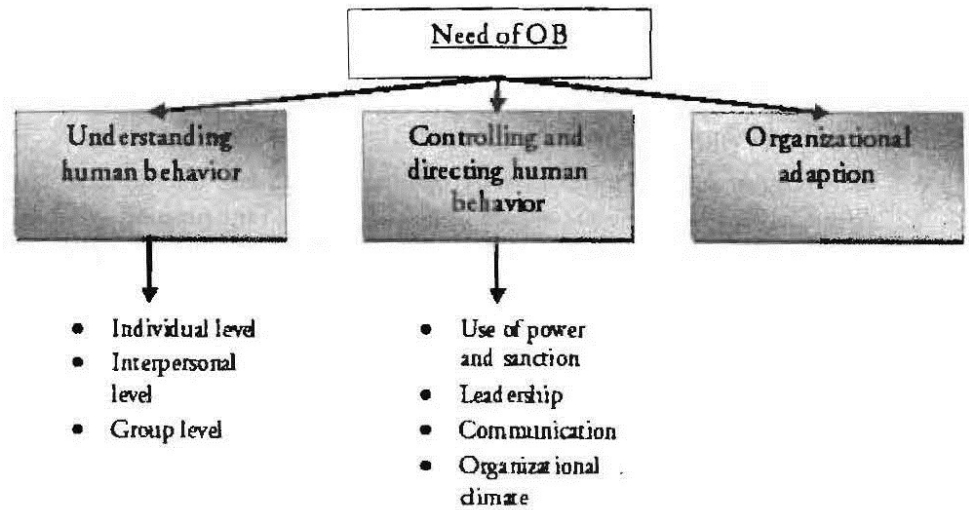 Need of OB
Understanding
human behavior
Controlling and
directing human
behavior
Organizational
adaption
• Individual level
• Interpersonal
level
• Group level
• Use of power
and sanction
• Leadership
• Communication
• Organizational
climate